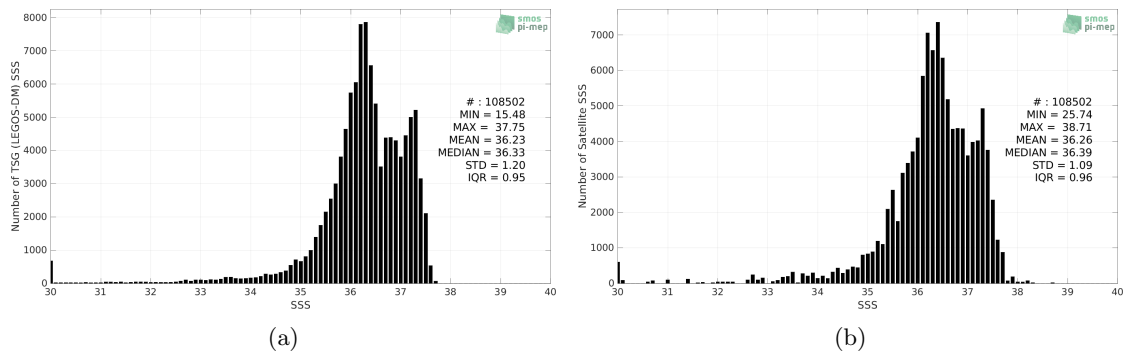 8000
7000
6000
5000
4000
3000
2000
1000
0
Number of TSG (LEGOS-DM) SSS
30 31 32 33 34 35 36 37 38 39 40
SSS
smos
pi-mep
# : 108502
MIN = 15.48
MAX = 37.75
MEAN = 36.23
MEDIAN = 36.33
STD = 1.20
IQR = 0.95
(a)
7000
6000
5000
4000
3000
2000
1000
0
Number of Satellite SSS
30 31 32 33 34 35 36 37 38 39 40
SSS
smos
pi-mep
# : 108502
MIN = 25.74
MAX = 38.71
MEAN = 36.26
MEDIAN = 36.39
STD = 1.09
IQR = 0.96
(b)